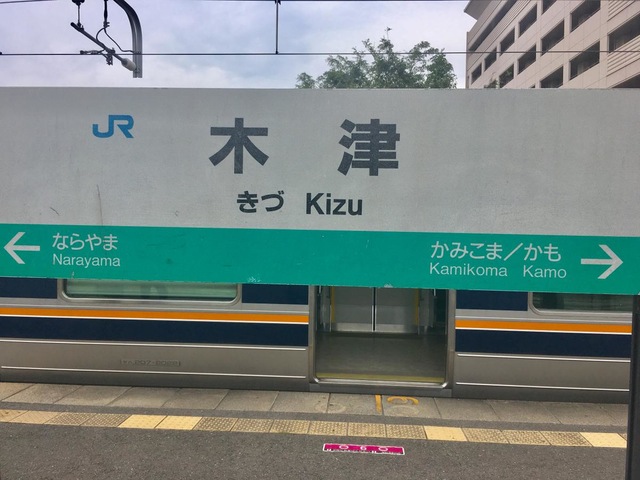 JR
木津
きづ Kizu
← ならやま
Narayama
かみこま／かも →
Kamikoma Kamo